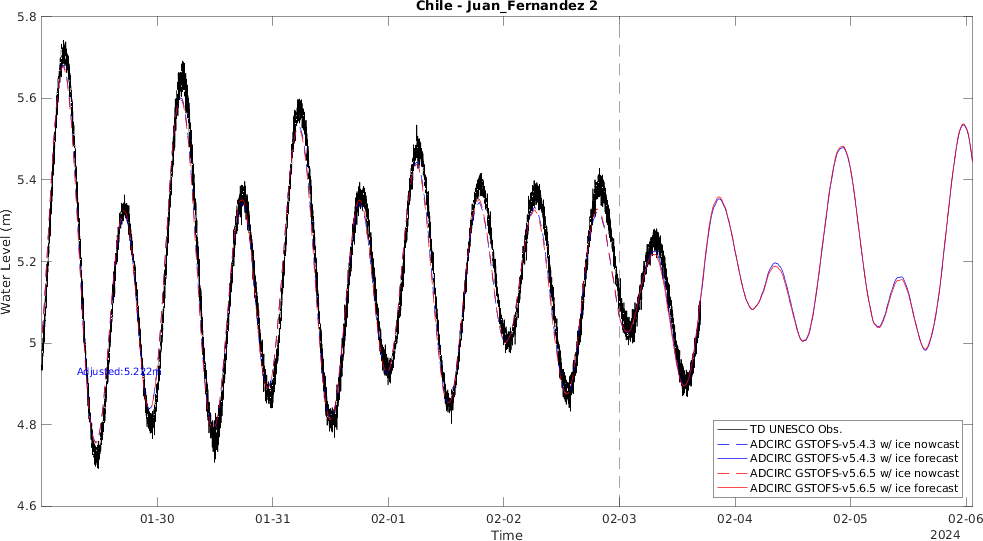 Chile - Juan_Fernandez 2
Water Level (m)
5.8
5.6
5.4
5.2
5
4.8
4.6
Adjusted:5.222m
TD UNESCO Obs.
ADCIRC GSTOFS-v5.4.3 w/ ice nowcast
ADCIRC GSTOFS-v5.4.3 w/ ice forecast
ADCIRC GSTOFS-v5.6.5 w/ ice nowcast
ADCIRC GSTOFS-v5.6.5 w/ ice forecast
01-30
01-31
02-01
02-02
02-03
02-04
02-05
02-06
Time
2024